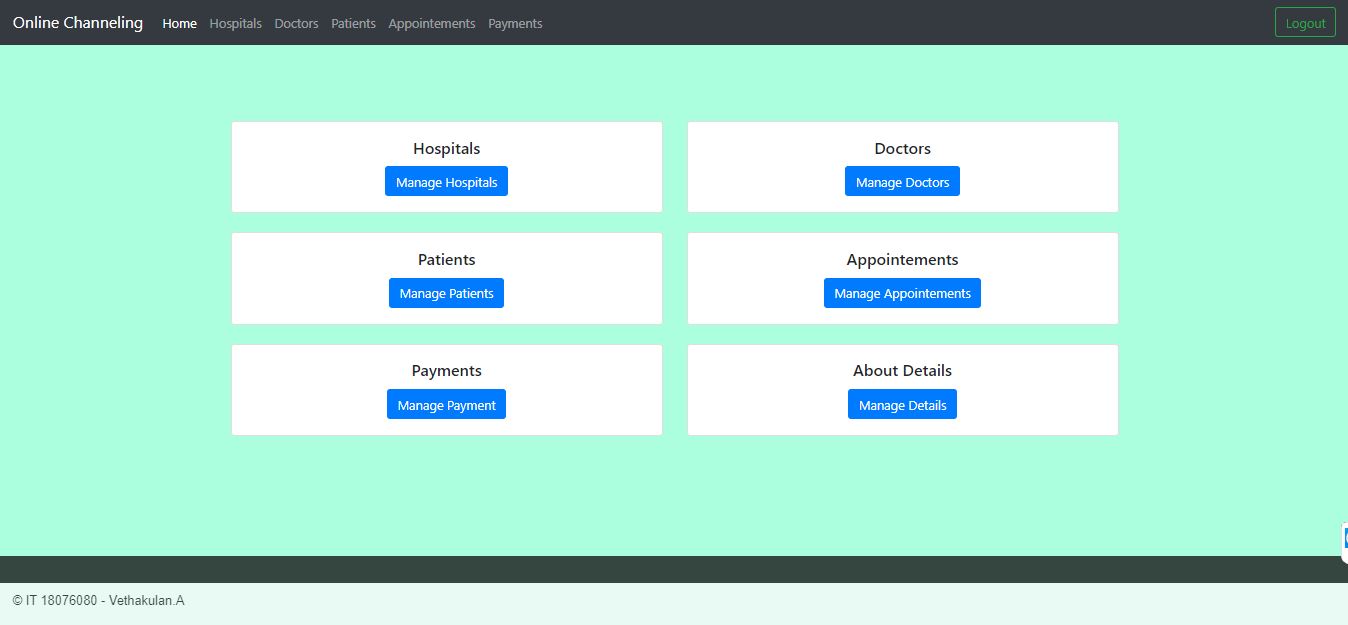 Online Channeling Home Hospitals Doctors Patients Appointements Payments Logout
Hospitals
Manage Hospitals
Doctors
Manage Doctors
Patients
Manage Patients
Appointements
Manage Appointements
Payments
Manage Payment
About Details
Manage Details
© IT 18076080 - Vethakulan.A